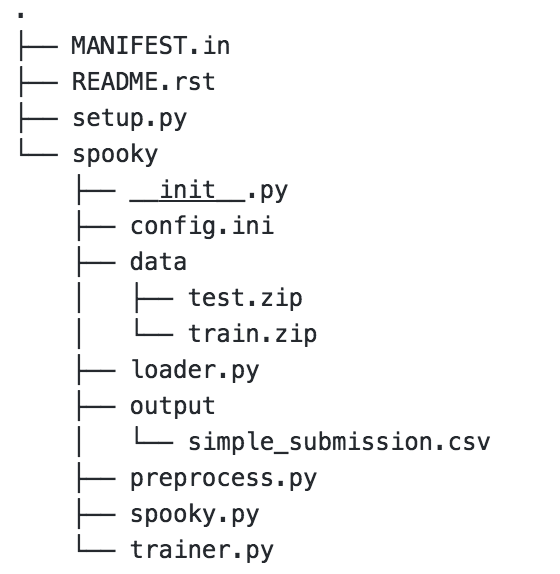 .
├── MANIFEST.in
├── README.rst
├── setup.py
└── spooky
    ├── __init__.py
    ├── config.ini
    ├── data
    │   ├── test.zip
    │   └── train.zip
    ├── loader.py
    ├── output
    │   └── simple_submission.csv
    ├── preprocess.py
    ├── spooky.py
    └── trainer.py